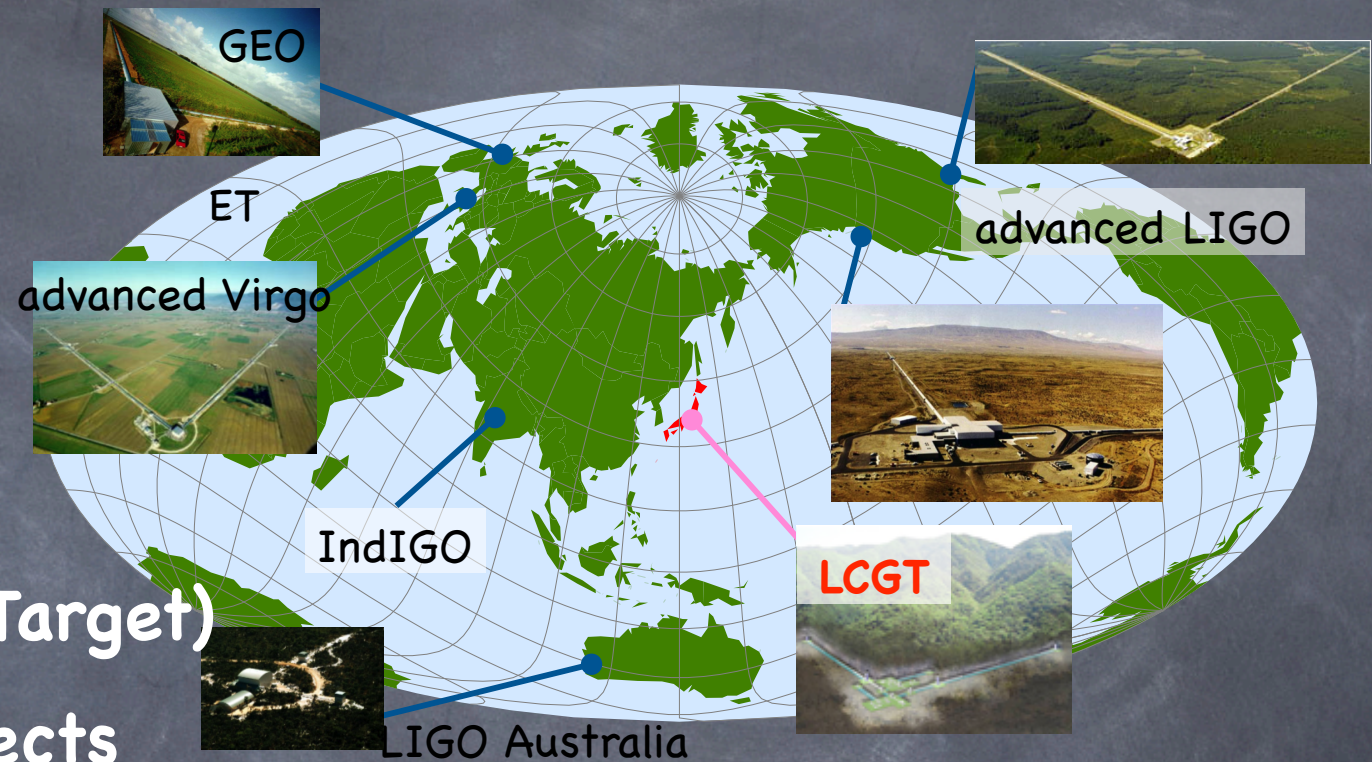 GEO
ET
advanced LIGO
advanced Virgo
IndIGO
LCGT
Target)
LIGO Australia
ects